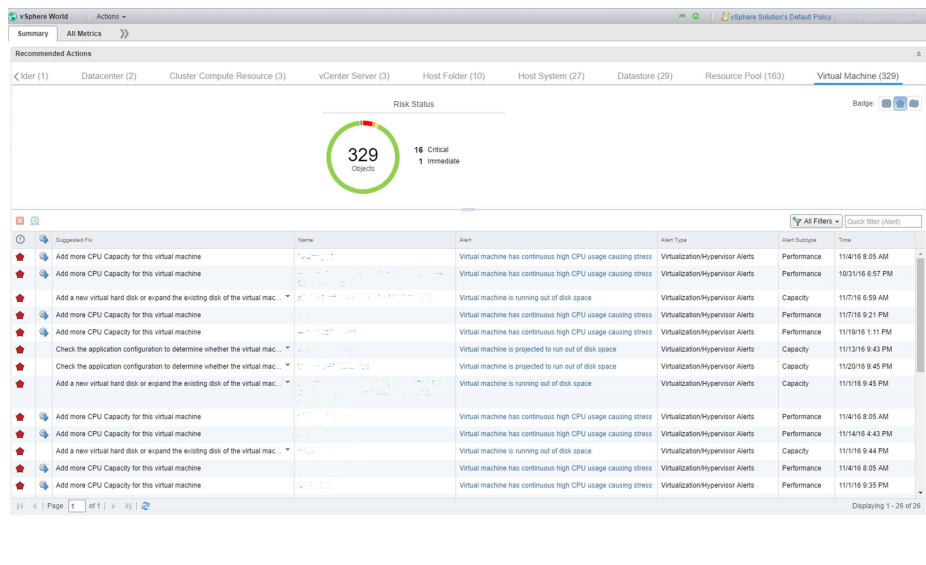 vSphere World Actions vSphere Solution's Default Policy
Summary All Metrics
Recommended Actions
lder (1) Datacenter (2) Cluster Compute Resource (3) vCenter Server (3) Host Folder (10) Host System (27) Datastore (29) Resource Pool (163) Virtual Machine (329)
Risk Status
Badge:
329
Objects
16 Critical
1 Immediate
All Filters Quick filter (Alert)
Suggested Fix Name Alert Alert Type Alert Subtype Time
Add more CPU Capacity for this virtual machine Virtual machine has continuous high CPU usage causing stress Virtualization/Hypervisor Alerts Performance 11/4/16 8:05 AM
Add more CPU Capacity for this virtual machine Virtual machine has continuous high CPU usage causing stress Virtualization/Hypervisor Alerts Performance 10/31/16 6:57 PM
Add a new virtual hard disk or expand the existing disk of the virtual mac... Virtual machine is running out of disk space Virtualization/Hypervisor Alerts Capacity 11/7/16 6:59 AM
Add more CPU Capacity for this virtual machine Virtual machine has continuous high CPU usage causing stress Virtualization/Hypervisor Alerts Performance 11/7/16 9:21 PM
Add more CPU Capacity for this virtual machine Virtual machine has continuous high CPU usage causing stress Virtualization/Hypervisor Alerts Performance 11/19/16 1:11 PM
Check the application configuration to determine whether the virtual mac... Virtual machine is projected to run out of disk space Virtualization/Hypervisor Alerts Capacity 11/13/16 9:43 PM
Check the application configuration to determine whether the virtual mac... Virtual machine is projected to run out of disk space Virtualization/Hypervisor Alerts Capacity 11/20/16 9:45 PM
Add a new virtual hard disk or expand the existing disk of the virtual mac... Virtual machine is running out of disk space Virtualization/Hypervisor Alerts Capacity 11/1/16 9:45 PM
Add more CPU Capacity for this virtual machine Virtual machine has continuous high CPU usage causing stress Virtualization/Hypervisor Alerts Performance 11/4/16 8:05 AM
Add more CPU Capacity for this virtual machine Virtual machine has continuous high CPU usage causing stress Virtualization/Hypervisor Alerts Performance 11/14/16 4:43 PM
Add a new virtual hard disk or expand the existing disk of the virtual mac... Virtual machine is running out of disk space Virtualization/Hypervisor Alerts Capacity 11/1/16 9:44 PM
Add more CPU Capacity for this virtual machine Virtual machine has continuous high CPU usage causing stress Virtualization/Hypervisor Alerts Performance 11/4/16 8:05 AM
Add more CPU Capacity for this virtual machine Virtual machine has continuous high CPU usage causing stress Virtualization/Hypervisor Alerts Performance 11/1/16 9:35 PM
Page 1 of 1 Displaying 1 - 26 of 26